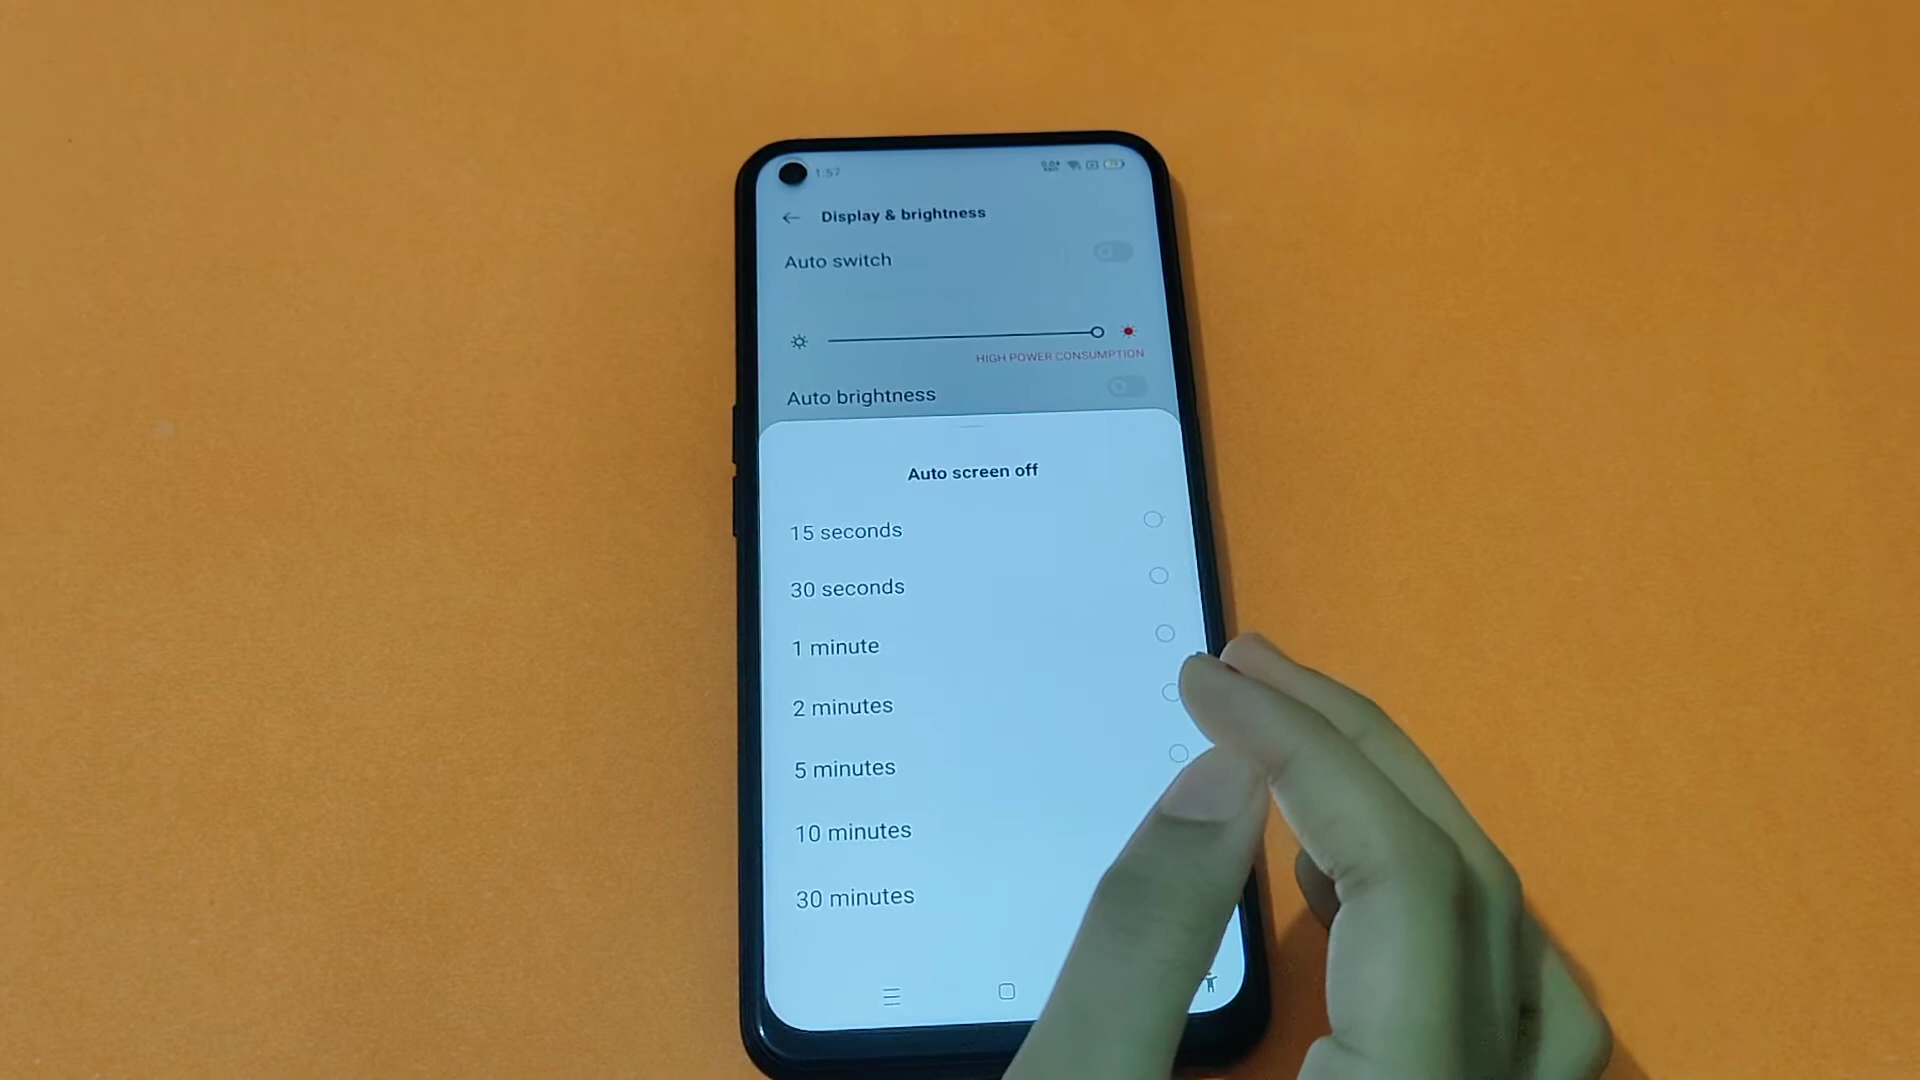 1:57
Display & brightness
Auto switch
HIGH POWER CONSUMPTION
Auto brightness
Auto screen off
15 seconds
30 seconds
1 minute
2 minutes
5 minutes
10 minutes
30 minutes